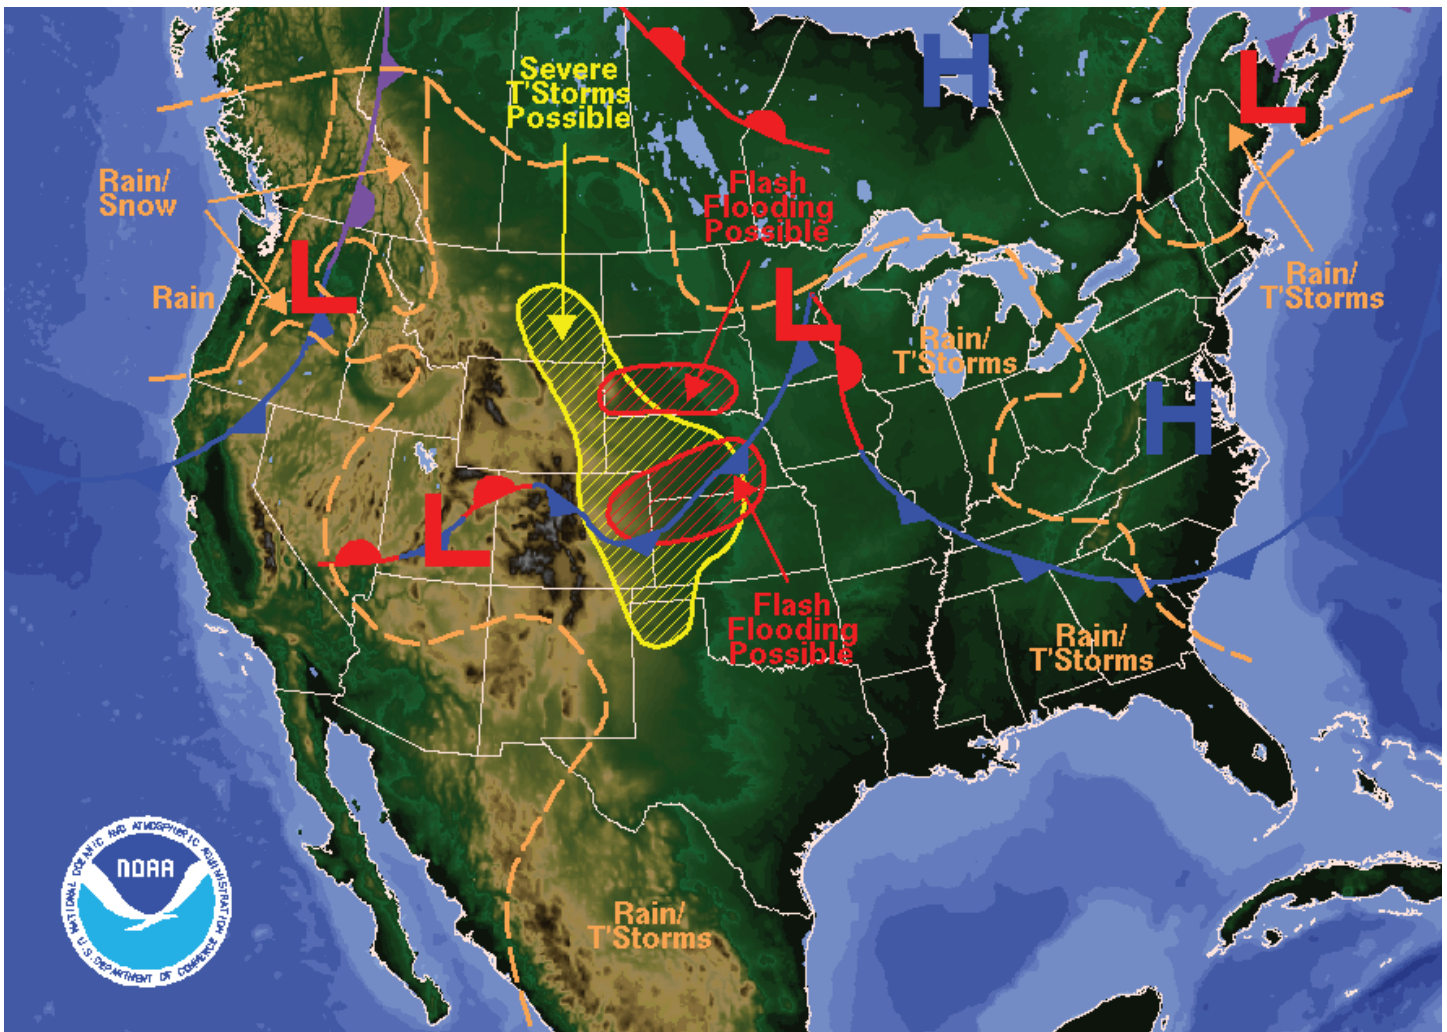 H
L
Severe
T'Storms
Possible
Rain/
Snow
Flash
Flooding
Possible
L
Rain
L
Rain/
T'Storms
Rain/
T'Storms
H
L
Flash
Flooding
Possible
Rain/
T'Storms
Rain/
T'Storms
NATIONAL OCEANIC AND ATMOSPHERIC ADMINISTRATION
NOAA
U.S. DEPARTMENT OF COMMERCE